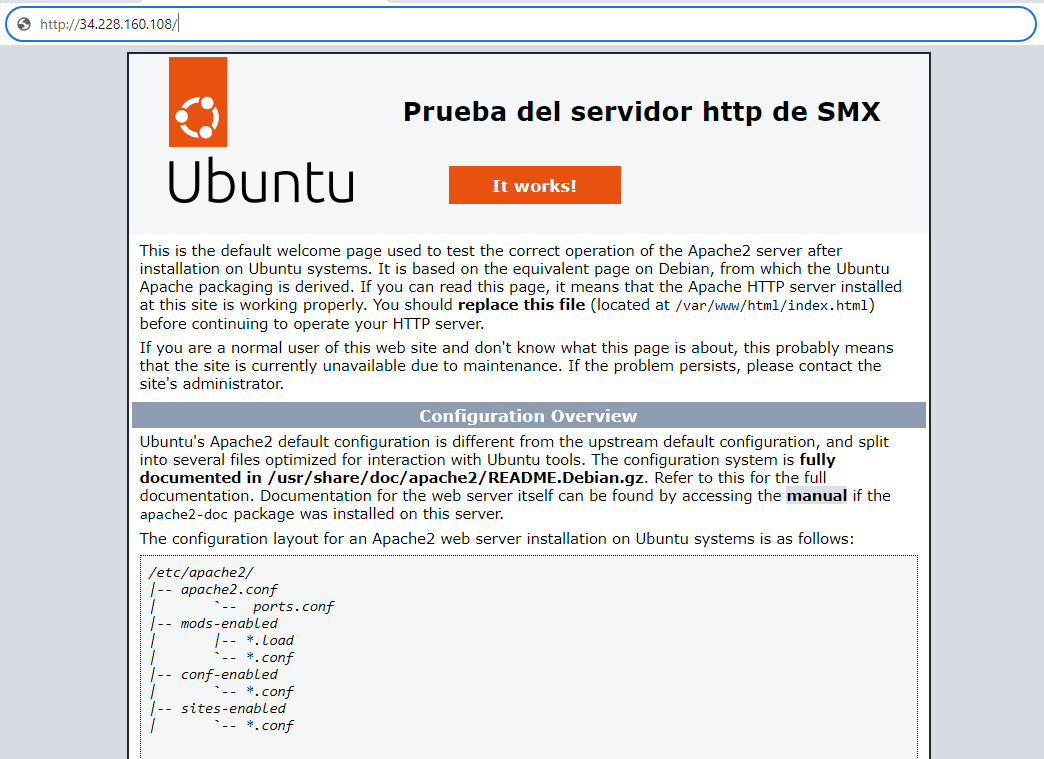 http://34.228.160.108/
Prueba del servidor http de SMX
Ubuntu
It works!
This is the default welcome page used to test the correct operation of the Apache2 server after
installation on Ubuntu systems. It is based on the equivalent page on Debian, from which the Ubuntu
Apache packaging is derived. If you can read this page, it means that the Apache HTTP server installed
at this site is working properly. You should replace this file (located at /var/www/html/index.html)
before continuing to operate your HTTP server.
If you are a normal user of this web site and don't know what this page is about, this probably means
that the site is currently unavailable due to maintenance. If the problem persists, please contact the
site's administrator.
Configuration Overview
Ubuntu's Apache2 default configuration is different from the upstream default configuration, and split
into several files optimized for interaction with Ubuntu tools. The configuration system is fully
documented in /usr/share/doc/apache2/README.Debian.gz. Refer to this for the full
documentation. Documentation for the web server itself can be found by accessing the manual if the
apache2-doc package was installed on this server.
The configuration layout for an Apache2 web server installation on Ubuntu systems is as follows:
/etc/apache2/
|-- apache2.conf
|       `--  ports.conf
|-- mods-enabled
|       |-- *.load
|       `-- *.conf
|-- conf-enabled
|       `-- *.conf
|-- sites-enabled
|       `-- *.conf